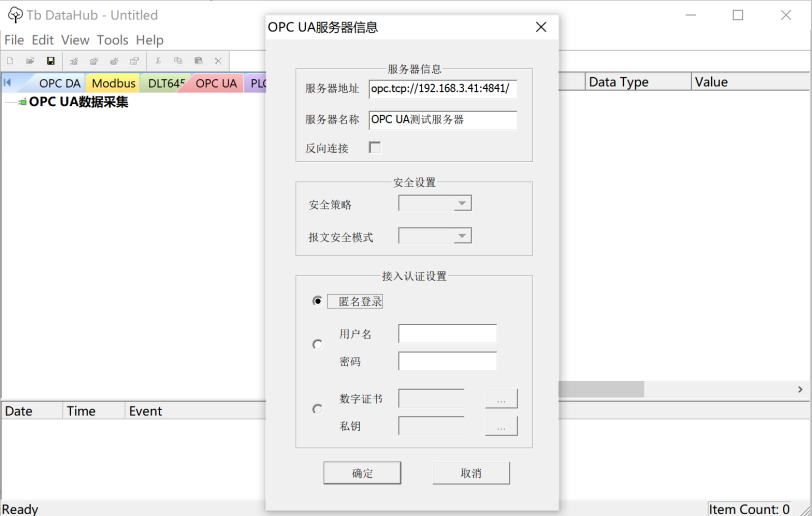 Tb DataHub - Untitled
File Edit View Tools Help
OPC DA Modbus DLT645 OPC UA PLC
OPC UA数据采集
Data Type Value
OPC UA服务器信息
服务器信息
服务器地址 opc.tcp://192.168.3.41:4841/
服务器名称 OPC UA测试服务器
反向连接
安全设置
安全策略
报文安全模式
接入认证设置
匿名登录
用户名
密码
数字证书 ...
私钥 ...
确定 取消
Date Time Event
Ready Item Count: 0